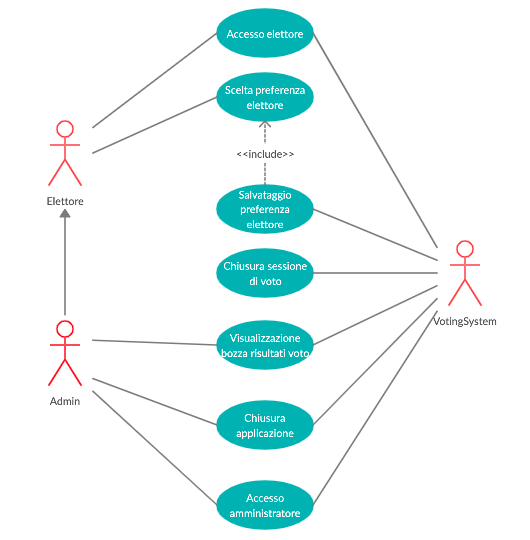 Accesso elettore
Scelta preferenza
elettore
<<include>>
Elettore
Salvataggio
preferenza
elettore
Chiusura sessione
di voto
VotingSystem
Visualizzazione
bozza risultati voto
Admin
Chiusura
applicazione
Accesso
amministratore